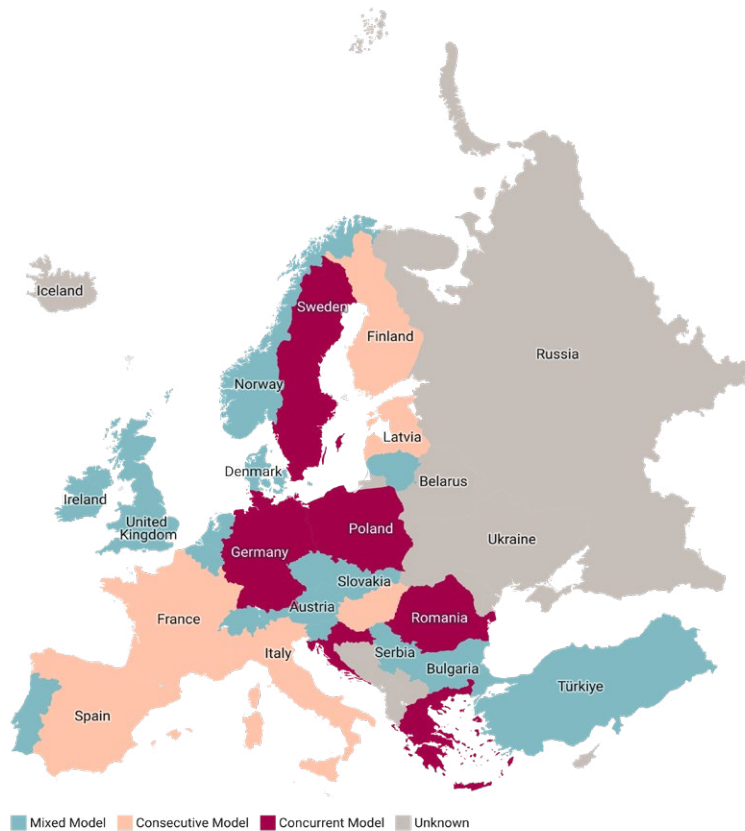 Iceland
Sweden
Finland
Russia
Norway
Latvia
Denmark
Belarus
Ireland
United
Kingdom
Poland
Germany
Ukraine
Slovakia
Austria
France
Romania
Italy
Serbia
Bulgaria
Türkiye
Spain
Mixed Model Consecutive Model Concurrent Model Unknown